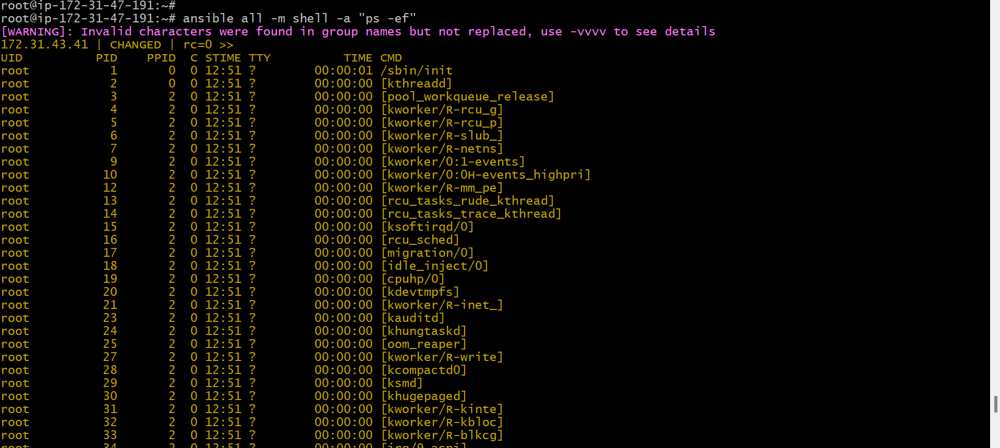 root@ip-172-31-47-191:~#
root@ip-172-31-47-191:~# ansible all -m shell -a "ps -ef"
[WARNING]: Invalid characters were found in group names but not replaced, use -vvvv to see details
172.31.43.41 | CHANGED | rc=0 >>
UID          PID    PPID  C STIME TTY          TIME CMD
root           1       0  0 12:51 ?        00:00:01 /sbin/init
root           2       0  0 12:51 ?        00:00:00 [kthreadd]
root           3       2  0 12:51 ?        00:00:00 [pool_workqueue_release]
root           4       2  0 12:51 ?        00:00:00 [kworker/R-rcu_g]
root           5       2  0 12:51 ?        00:00:00 [kworker/R-rcu_p]
root           6       2  0 12:51 ?        00:00:00 [kworker/R-slub_]
root           7       2  0 12:51 ?        00:00:00 [kworker/R-netns]
root           9       2  0 12:51 ?        00:00:00 [kworker/0:1-events]
root          10       2  0 12:51 ?        00:00:00 [kworker/0:0H-events_highpri]
root          12       2  0 12:51 ?        00:00:00 [kworker/R-mm_pe]
root          13       2  0 12:51 ?        00:00:00 [rcu_tasks_rude_kthread]
root          14       2  0 12:51 ?        00:00:00 [rcu_tasks_trace_kthread]
root          15       2  0 12:51 ?        00:00:00 [ksoftirqd/0]
root          16       2  0 12:51 ?        00:00:00 [rcu_sched]
root          17       2  0 12:51 ?        00:00:00 [migration/0]
root          18       2  0 12:51 ?        00:00:00 [idle_inject/0]
root          19       2  0 12:51 ?        00:00:00 [cpuhp/0]
root          20       2  0 12:51 ?        00:00:00 [kdevtmpfs]
root          21       2  0 12:51 ?        00:00:00 [kworker/R-inet_]
root          23       2  0 12:51 ?        00:00:00 [kauditd]
root          24       2  0 12:51 ?        00:00:00 [khungtaskd]
root          25       2  0 12:51 ?        00:00:00 [oom_reaper]
root          27       2  0 12:51 ?        00:00:00 [kworker/R-write]
root          28       2  0 12:51 ?        00:00:00 [kcompactd0]
root          29       2  0 12:51 ?        00:00:00 [ksmd]
root          30       2  0 12:51 ?        00:00:00 [khugepaged]
root          31       2  0 12:51 ?        00:00:00 [kworker/R-kinte]
root          32       2  0 12:51 ?        00:00:00 [kworker/R-kbloc]
root          33       2  0 12:51 ?        00:00:00 [kworker/R-blkcg]
root          34       2  0 12:51 ?        00:00:00 [irq/9-acpi]